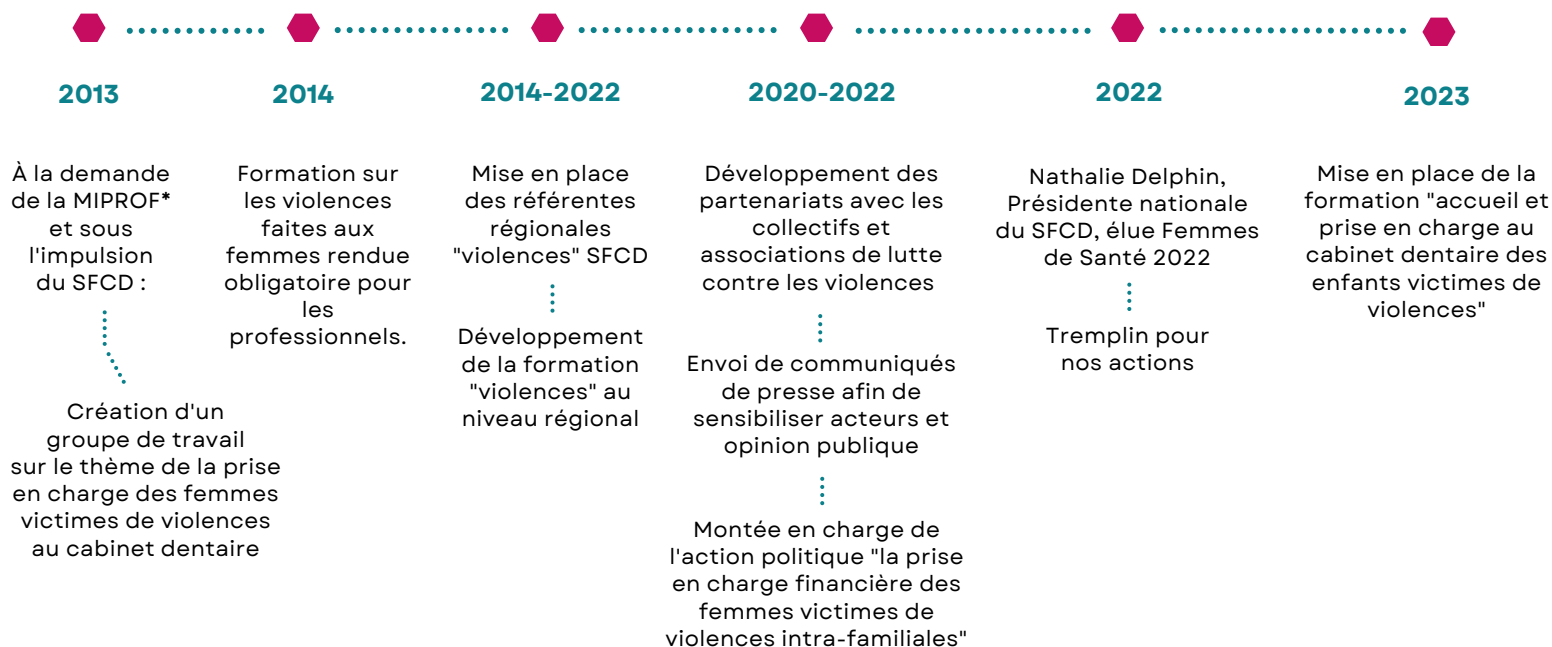 2013
À la demande
de la MIPROF*
et sous
l'impulsion
du SFCD :
Création d'un
groupe de travail
sur le thème de la prise
en charge des femmes
victimes de violences
au cabinet dentaire
2014
Formation sur
les violences
faites aux
femmes rendue
obligatoire pour
les
professionnels.
2014-2022
Mise en place
des référentes
régionales
"violences" SFCD
Développement
de la formation
"violences" au
niveau régional
2020-2022
Développement des
partenariats avec les
collectifs et
associations de lutte
contre les violences
Envoi de communiqués
de presse afin de
sensibiliser acteurs et
opinion publique
Montée en charge de
l'action politique "la prise
en charge financière des
femmes victimes de
violences intra-familiales"
2022
Nathalie Delphin,
Présidente nationale
du SFCD, élue Femmes
de Santé 2022
Tremplin pour
nos actions
2023
Mise en place de la
formation "accueil et
prise en charge au
cabinet dentaire des
enfants victimes de
violences"